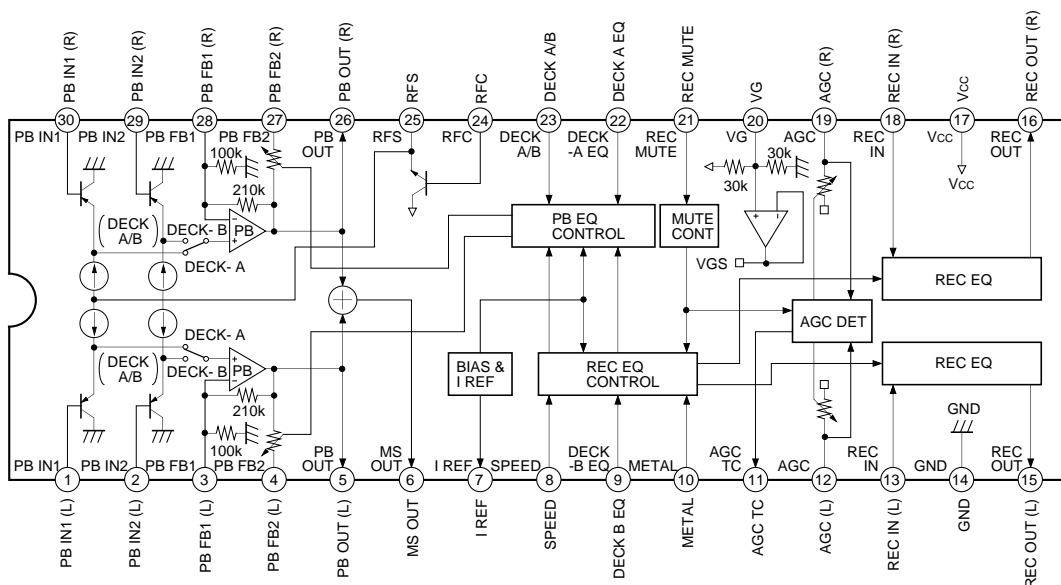 PB IN1 (R)
PB IN2 (R)
PB FB1 (R)
PB FB2 (R)
PB OUT (R)
RFS
RFC
DECK A/B
DECK A EQ
REC MUTE
VG
AGC (R)
REC IN (R)
VCC
REC OUT (R)
30
29
28
27
26
25
24
23
22
21
20
19
18
17
16
PB IN1
PB IN2
PB FB1
PB FB2
PB
OUT
RFS
RFC
DECK
A/B
DECK
-A EQ
REC
MUTE
VG
AGC
REC
IN
VCC
REC
OUT
100k
210k
30k
30k
VCC
(DECK
A/B)
DECK- B
DECK- A
PB
PB EQ
CONTROL
MUTE
CONT
VGS
REC EQ
AGC DET
DECK- A
DECK- B
(DECK
A/B)
PB
BIAS &
I REF
REC EQ
CONTROL
REC EQ
210k
100k
GND
PB IN1
PB IN2
PB FB1
PB FB2
PB
OUT
MS
OUT
I REF
SPEED
DECK
-B EQ
METAL
AGC
TC
AGC
REC
IN
GND
REC
OUT
1
2
3
4
5
6
7
8
9
10
11
12
13
14
15
PB IN1 (L)
PB IN2 (L)
PB FB1 (L)
PB FB2 (L)
PB OUT (L)
MS OUT
I REF
SPEED
DECK B EQ
METAL
AGC TC
AGC (L)
REC IN (L)
GND
REC OUT (L)